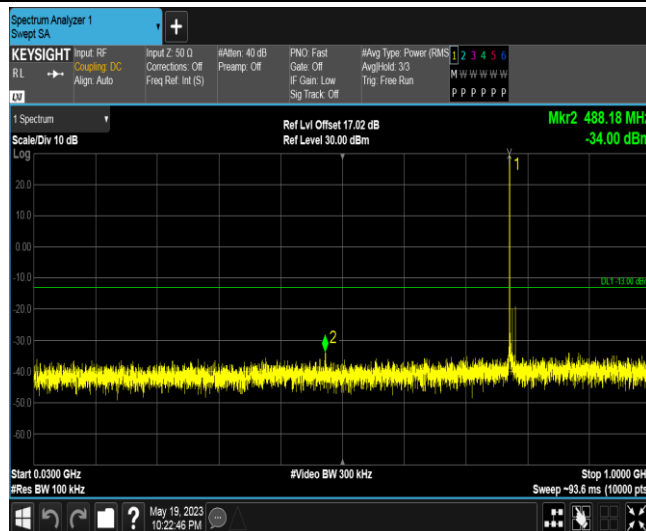 Spectrum Analyzer 1
Swept SA
KEYSIGHT
RL
LXI
Input: RF
Coupling: DC
Align: Auto
Input Z: 50 Ω
Corrections: Off
Freq Ref: Int (S)
#Atten: 40 dB
Preamp: Off
PNO: Fast
Gate: Off
IF Gain: Low
Sig Track: Off
#Avg Type: Power (RMS
Avg|Hold: 3/3
Trig: Free Run
1 2 3 4 5 6
M W W W W W
P P P P P P
1 Spectrum
Scale/Div 10 dB
Ref Lvl Offset 17.02 dB
Ref Level 30.00 dBm
Mkr2 488.18 MHz
-34.00 dBm
Log
20.0
10.0
0.00
-10.0
-20.0
-30.0
-40.0
-50.0
-60.0
1
2
DL1 -13.00 dBm
Start 0.0300 GHz
#Res BW 100 kHz
#Video BW 300 kHz
Stop 1.0000 GH
Sweep ~93.6 ms (10000 pts
May 19, 2023
10:22:46 PM